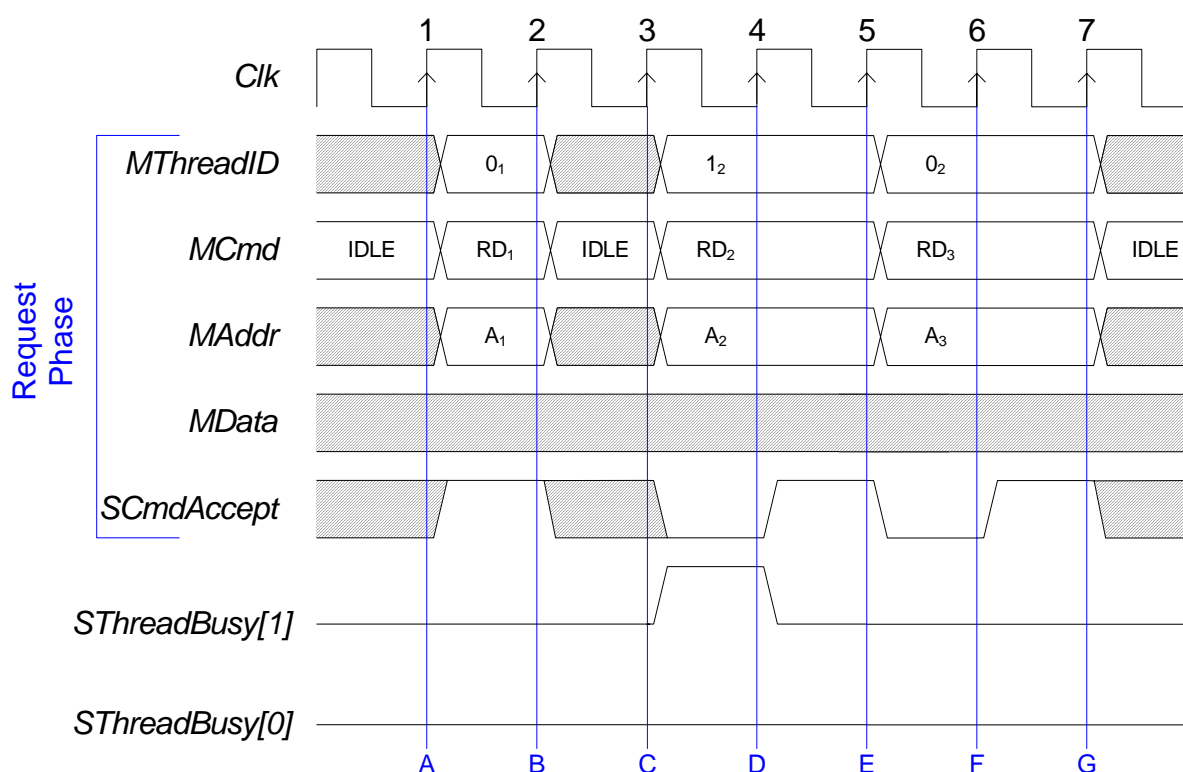 1 2 3 4 5 6 7
Clk
MThreadID 0₁ 1₂ 0₂
MCmd IDLE RD₁ IDLE RD₂ RD₃ IDLE
Request
Phase
MAddr A₁ A₂ A₃
MData
SCmdAccept
SThreadBusy[1]
SThreadBusy[0]
A B C D E F G